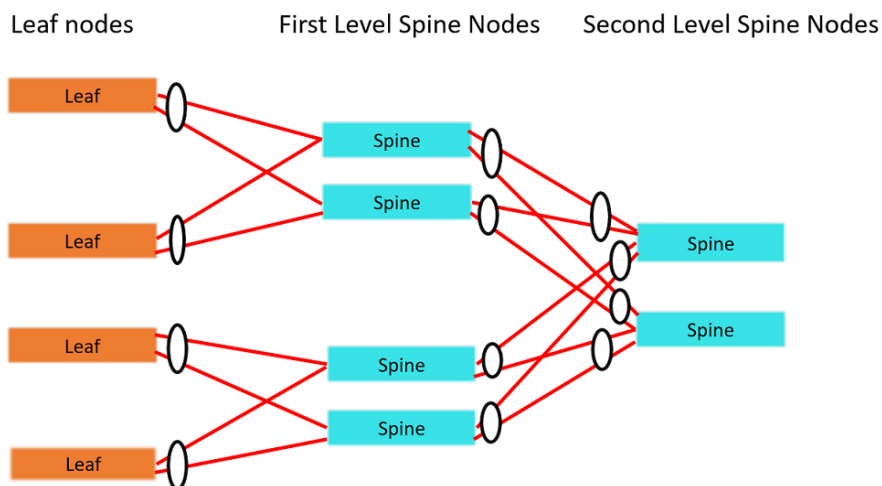 Leaf nodes
First Level Spine Nodes
Second Level Spine Nodes
Leaf
Spine
Spine
Leaf
Spine
Spine
Leaf
Spine
Spine
Leaf